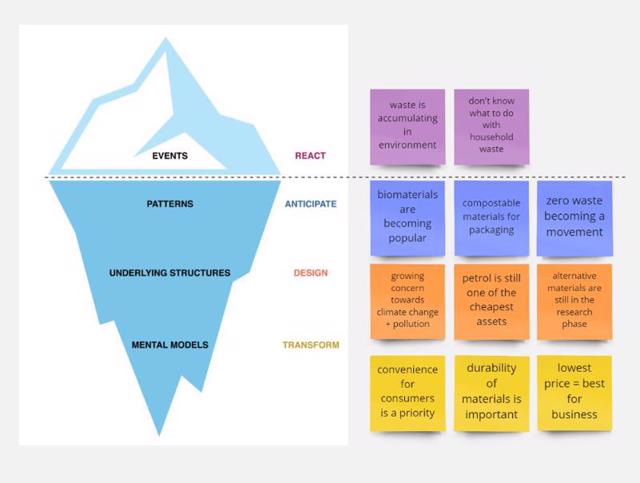 waste is
accumulating
in
environment
don't know
what to do
with
household
waste
EVENTS
REACT
PATTERNS
ANTICIPATE
biomaterials
are
becoming
popular
compostable
materials for
packaging
zero waste
becoming a
movement
UNDERLYING STRUCTURES
DESIGN
growing
concern
towards
climate change
+ pollution
petrol is still
one of the
cheapest
assets
alternative
materials are
still in the
research
phase
MENTAL MODELS
TRANSFORM
convenience
for
consumers
is a priority
durability
of
materials is
important
lowest
price = best
for
business